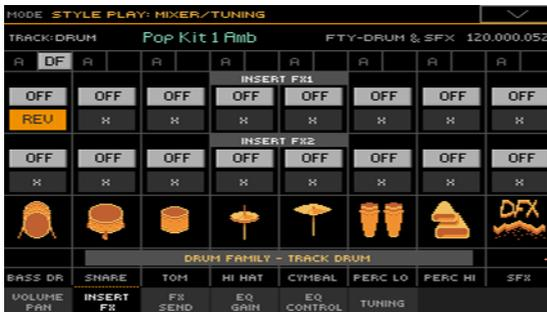 MODE STYLE PLAY: MIXER/TUNING
TRACK:DRUM Pop Kit 1 Amb FTY-DRUM & SFX 120.000.052
A DF A A A A A A
INSERT FX1
OFF OFF OFF OFF OFF OFF OFF OFF
REV x x x x x x x
INSERT FX2
OFF OFF OFF OFF OFF OFF OFF OFF
x x x x x x x x
DFX
DRUM FAMILY - TRACK DRUM
BASS DR SNARE TOM HI HAT CYMBAL PERC LO PERC HI SFX
VOLUME PAN INSERT FX FX SEND EQ GAIN EQ CONTROL TUNING